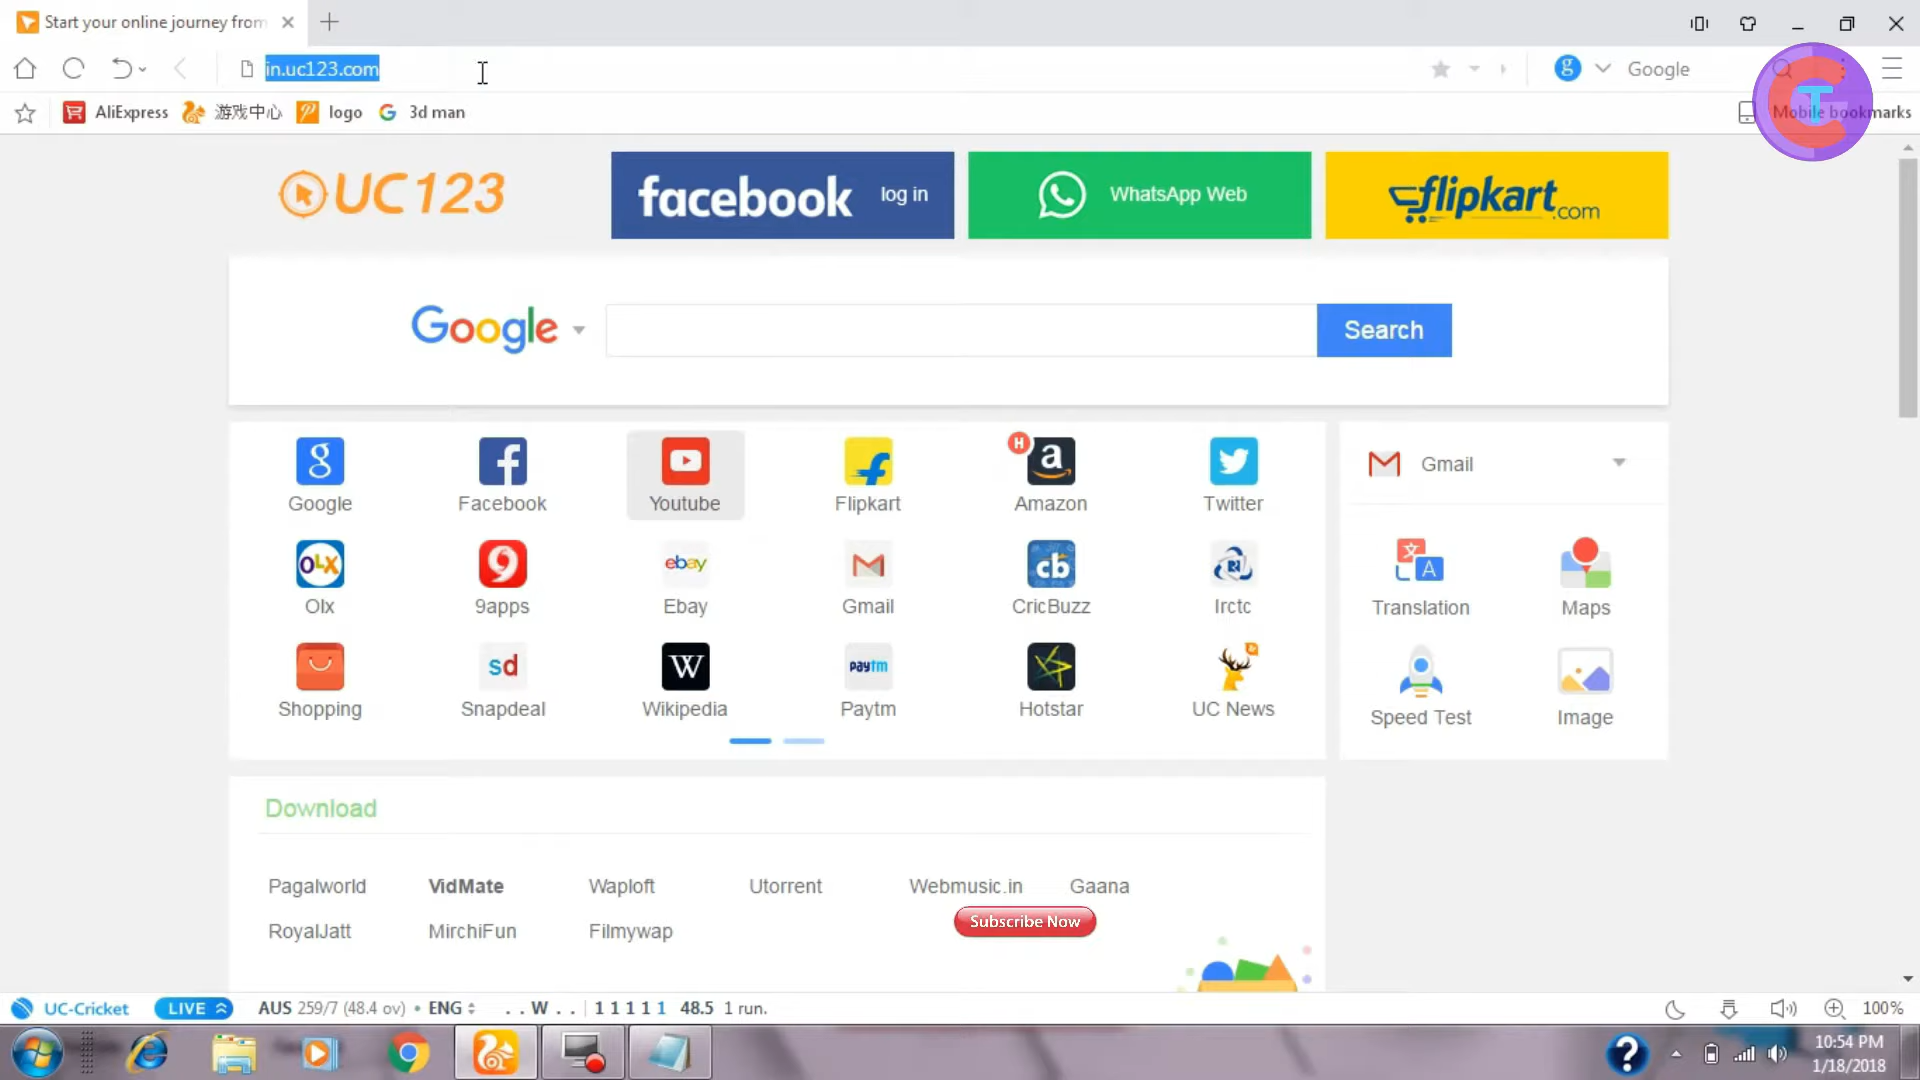 Start your online journey from
in.uc123.com
Google
AliExpress 游戏中心 logo 3d man
Mobile bookmarks
UC123
facebook log in
WhatsApp Web
flipkart.com
Google
Search
Google Facebook Youtube Flipkart Amazon Twitter
Olx 9apps Ebay Gmail CricBuzz Irctc
Shopping Snapdeal Wikipedia Paytm Hotstar UC News
Gmail
Translation Maps
Speed Test Image
Download
Pagalworld VidMate Waploft Utorrent Webmusic.in Gaana
Subscribe Now
RoyalJatt MirchiFun Filmywap
UC-Cricket LIVE AUS 259/7 (48.4 ov) • ENG . . W . . | 1 1 1 1 1 48.5 1 run.
100%
10:54 PM
1/18/2018